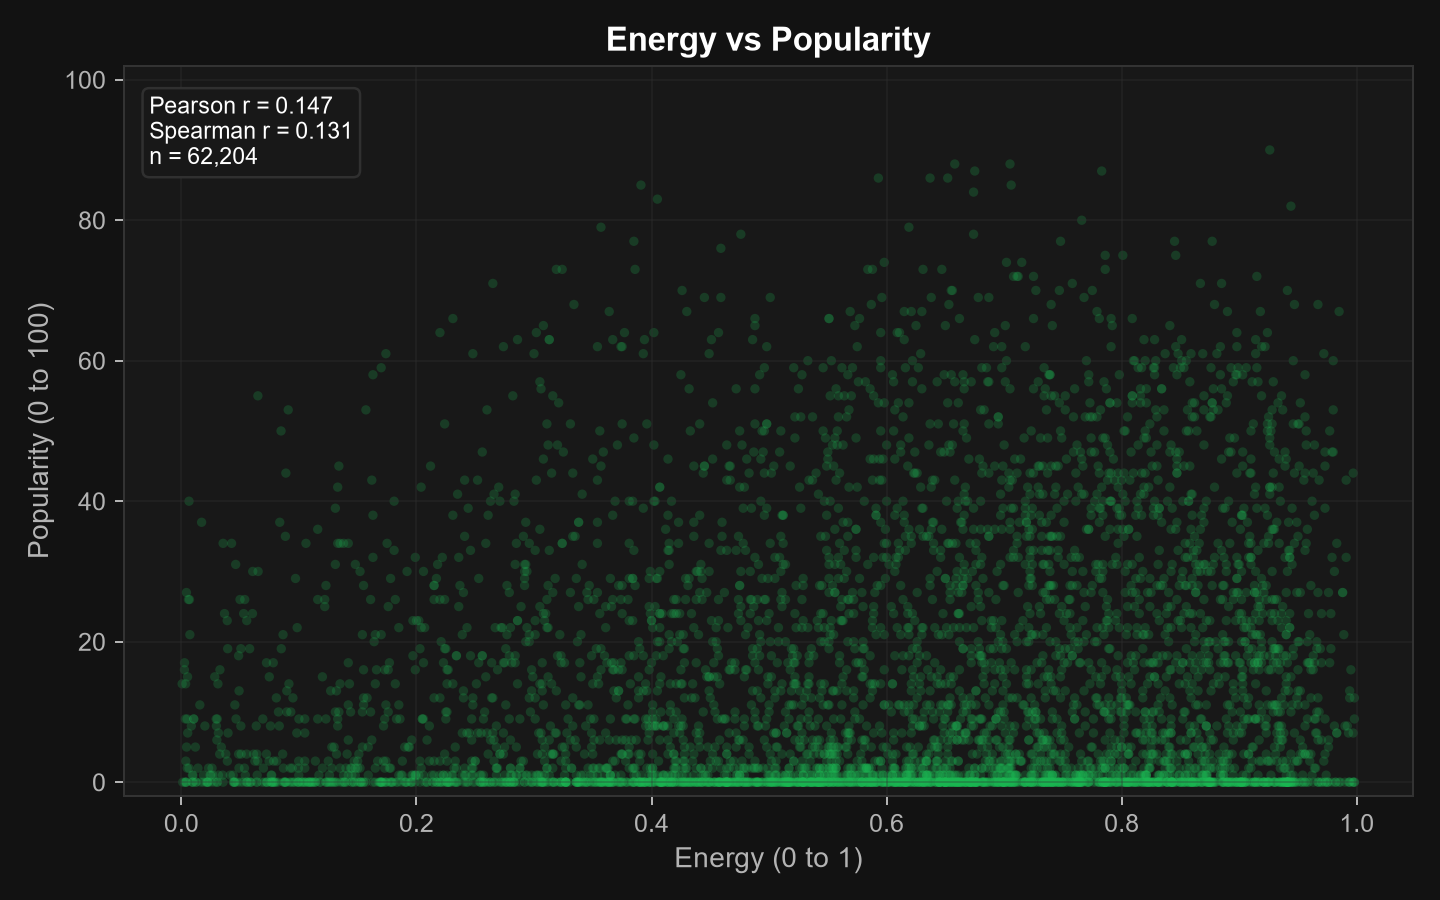 Energy vs Popularity
Pearson r = 0.147
Spearman r = 0.131
n = 62,204
Popularity (0 to 100)
100
80
60
40
20
0
0.0 0.2 0.4 0.6 0.8 1.0
Energy (0 to 1)